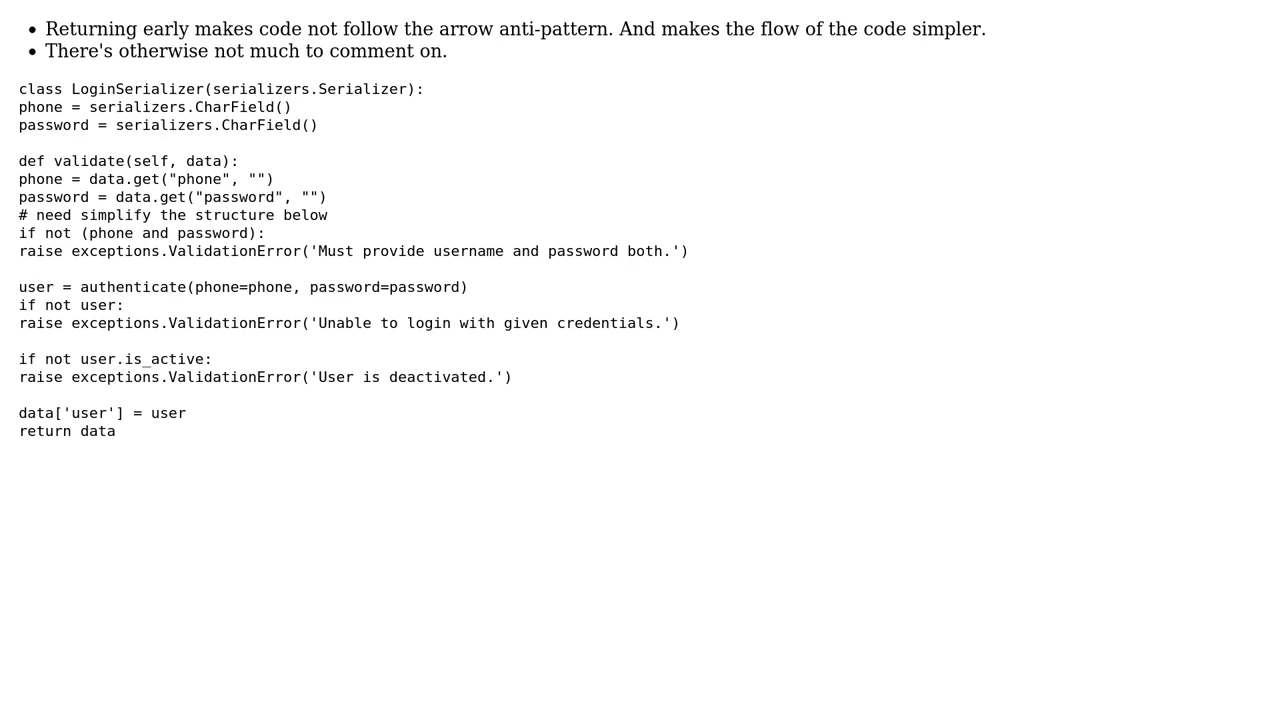 Returning early makes code not follow the arrow anti-pattern. And makes the flow of the code simpler.
There's otherwise not much to comment on.
class LoginSerializer(serializers.Serializer):
phone = serializers.CharField()
password = serializers.CharField()
def validate(self, data):
phone = data.get("phone", "")
password = data.get("password", "")
# need simplify the structure below
if not (phone and password):
raise exceptions.ValidationError('Must provide username and password both.')
user = authenticate(phone=phone, password=password)
if not user:
raise exceptions.ValidationError('Unable to login with given credentials.')
if not user.is_active:
raise exceptions.ValidationError('User is deactivated.')
data['user'] = user
return data